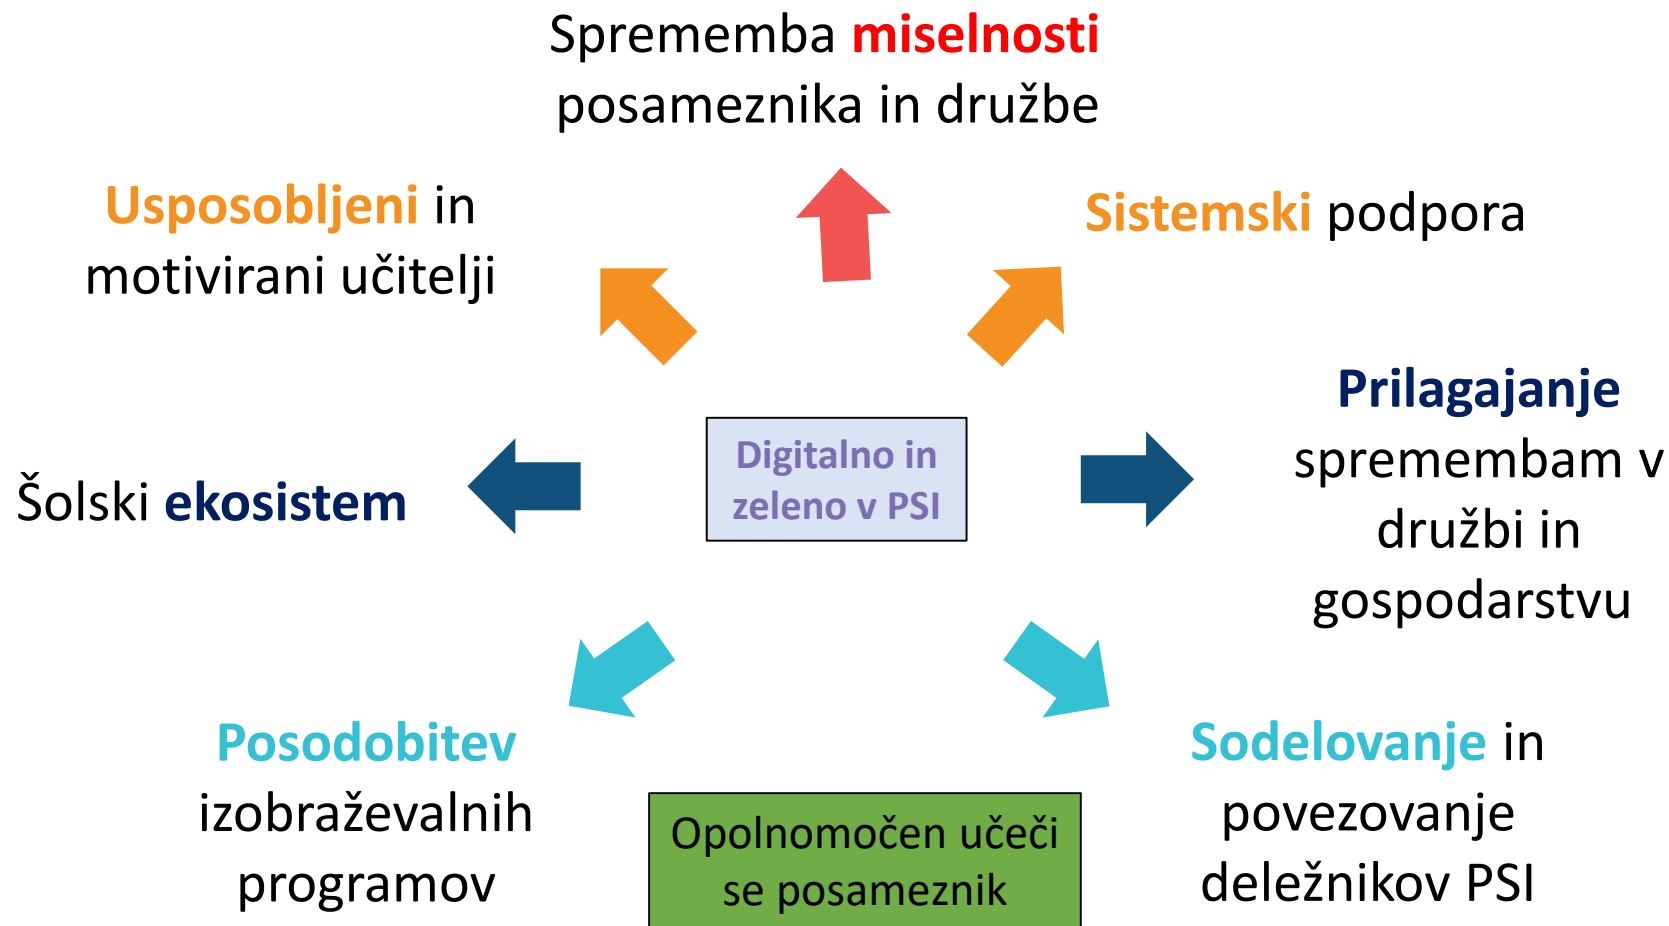 Sprememba miselnosti
posameznika in družbe
Usposobljeni in
motivirani učitelji
Sistemski podpora
Prilagajanje
spremembam v
družbi in
gospodarstvu
Digitalno in
zeleno v PSI
Šolski ekosistem
Posodobitev
izobraževalnih
programov
Sodelovanje in
povezovanje
deležnikov PSI
Opolnomočen učeči
se posameznik